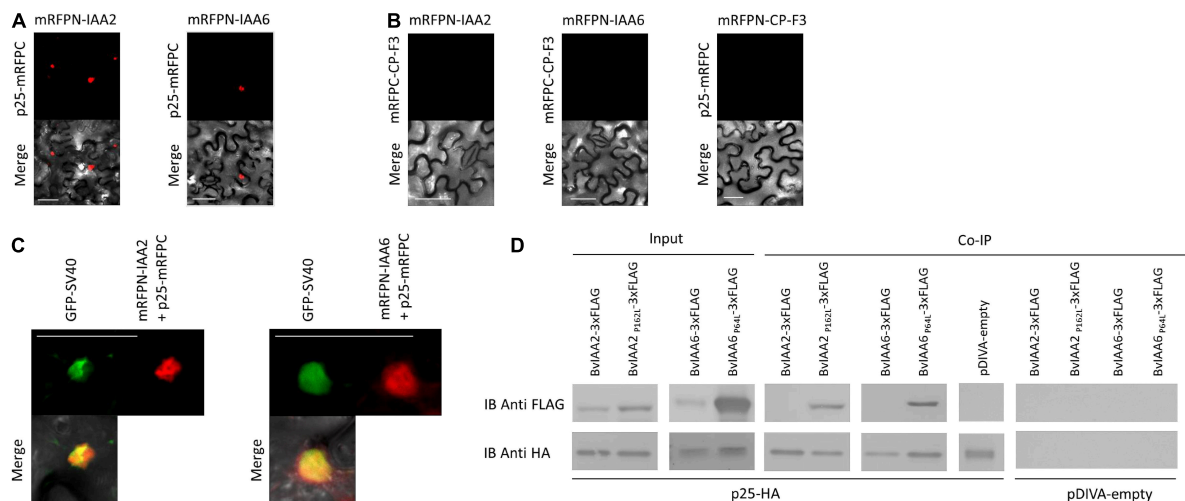 A
mRFPN-IAA2
mRFPN-IAA6
p25-mRFPC
p25-mRFPC
Merge
Merge
B
mRFPN-IAA2
mRFPN-IAA6
mRFPN-CP-F3
mRFPC-CP-F3
mRFPC-CP-F3
p25-mRFPC
Merge
Merge
Merge
C
GFP-SV40
mRFPN-IAA2
+ p25-mRFPC
GFP-SV40
mRFPN-IAA6
+ p25-mRFPC
Merge
Merge
D
Input
Co-IP
BvIAA2-3xFLAG
BvIAA2 P162L-3xFLAG
BvIAA6-3xFLAG
BvIAA6 P64L-3xFLAG
BvIAA2-3xFLAG
BvIAA2 P162L-3xFLAG
BvIAA6-3xFLAG
BvIAA6 P64L-3xFLAG
pDIVA-empty
BvIAA2-3xFLAG
BvIAA2 P162L-3xFLAG
BvIAA6-3xFLAG
BvIAA6 P64L-3xFLAG
IB Anti FLAG
IB Anti HA
p25-HA
pDIVA-empty